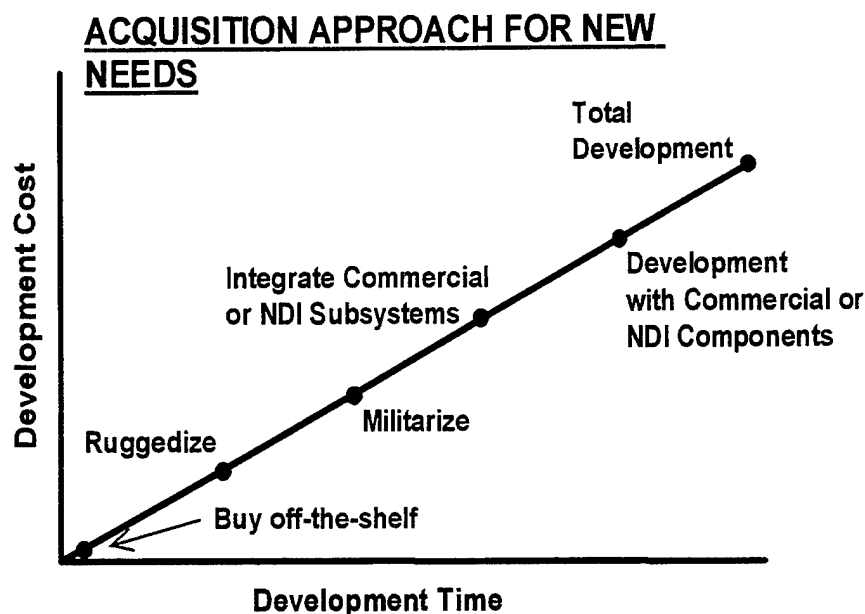 ACQUISITION APPROACH FOR NEW
NEEDS
Total
Development
Development Cost
Integrate Commercial
or NDI Subsystems
Development
with Commercial or
NDI Components
Militarize
Ruggedize
Buy off-the-shelf
Development Time